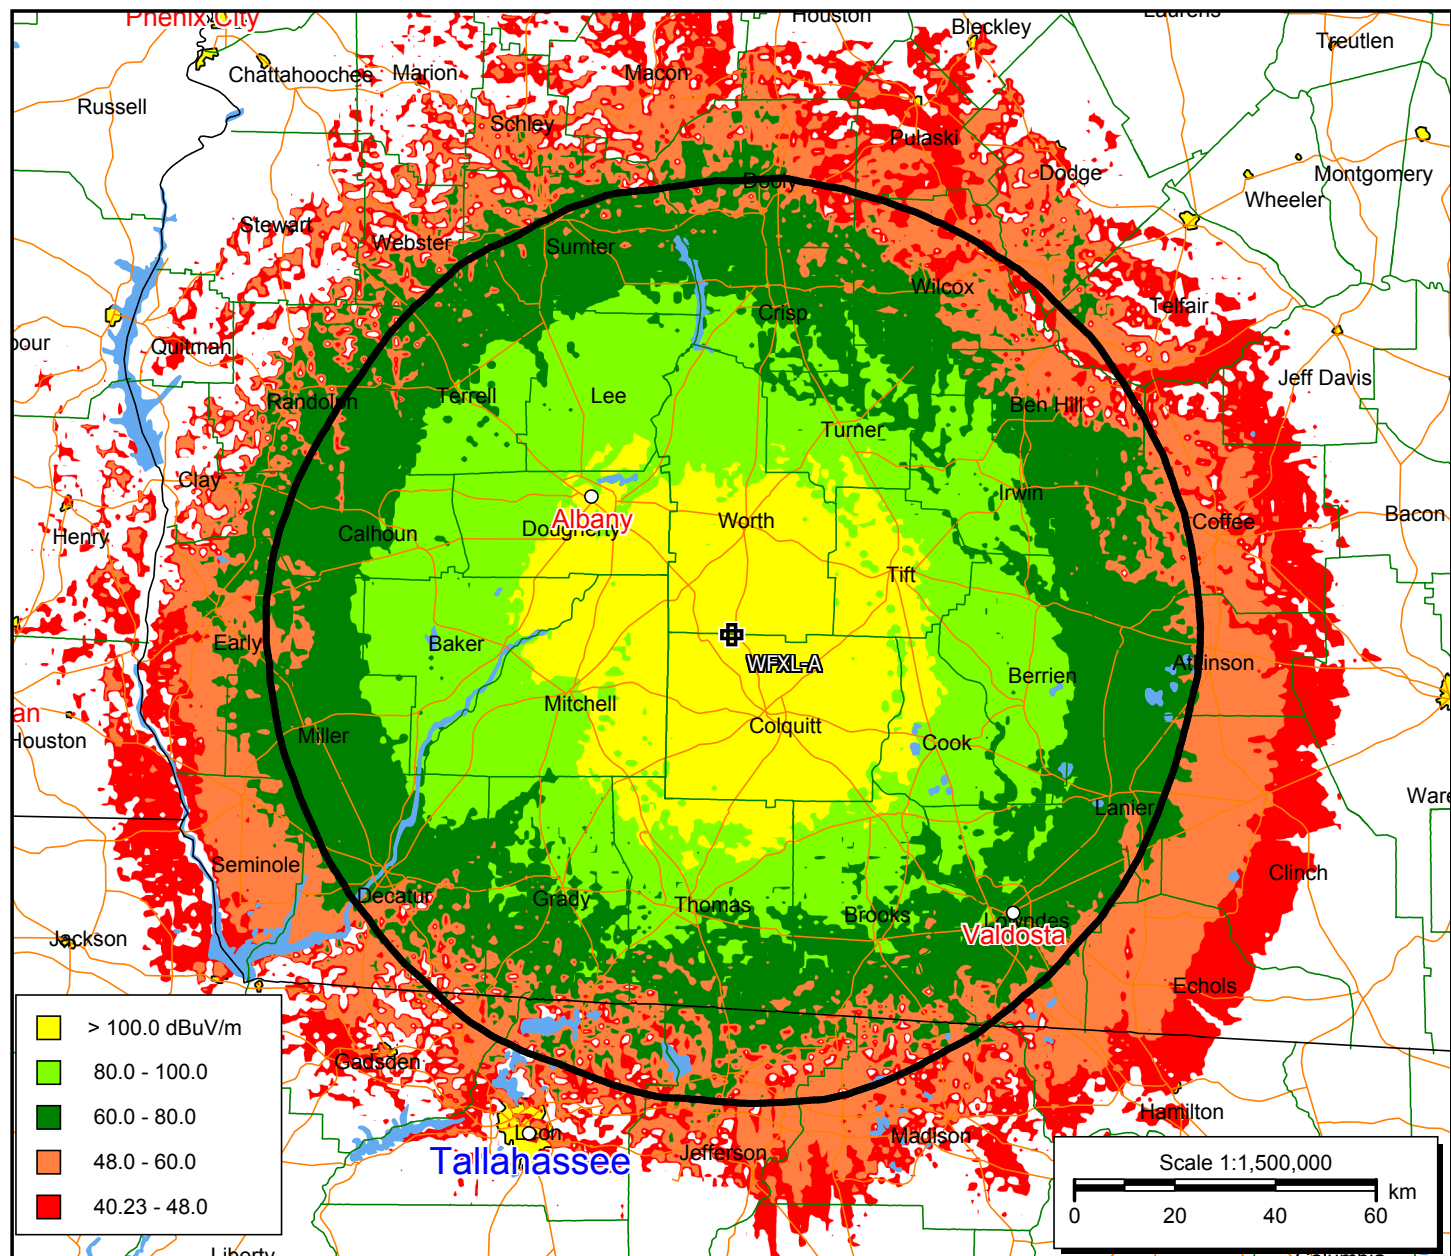 Phenix City
Houston
Bleckley
Laurens
Treutlen
Chattahoochee
Marion
Macon
Russell
Schley
Pulaski
Dodge
Montgomery
Wheeler
Dooly
Stewart
Webster
Sumter
Wilcox
Telfair
Crisp
bour
Quitman
Jeff Davis
Randolph
Terrell
Lee
Ben Hill
Turner
Clay
Irwin
Henry
Calhoun
Dougherty
Albany
Worth
Coffee
Bacon
Tift
Early
Baker
WFXL-A
Berrien
Atkinson
Mitchell
an
Houston
Miller
Colquitt
Cook
Lanier
Ware
Seminole
Decatur
Grady
Thomas
Brooks
Lowndes
Valdosta
Clinch
Jackson
Echols
> 100.0 dBuV/m
80.0 - 100.0
60.0 - 80.0
48.0 - 60.0
40.23 - 48.0
Gadsden
Leon
Tallahassee
Jefferson
Madison
Hamilton
Scale 1:1,500,000
km
0 20 40 60
Liberty
Columbia